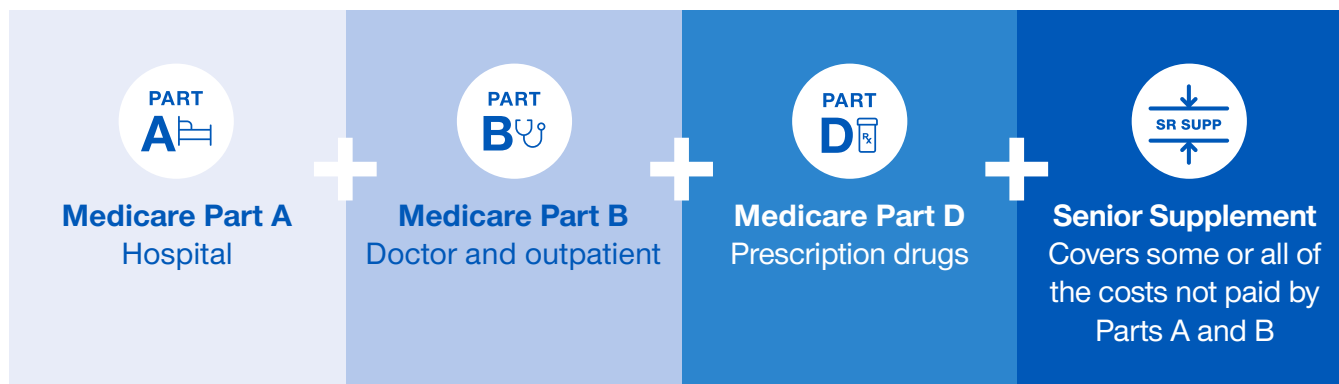 PART
A
Medicare Part A
Hospital
PART
B
Medicare Part B
Doctor and outpatient
PART
D
Rx
Medicare Part D
Prescription drugs
SR SUPP
Senior Supplement
Covers some or all of
the costs not paid by
Parts A and B